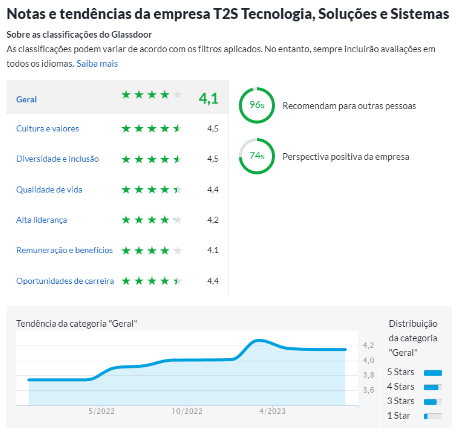 Notas e tendências da empresa T2S Tecnologia, Soluções e Sistemas
Sobre as classificações do Glassdoor
As classificações podem variar de acordo com os filtros aplicados. No entanto, sempre incluirão avaliações em
todos os idiomas. Saiba mais
Geral 4,1
Cultura e valores 4,5
Diversidade e inclusão 4,5
Qualidade de vida 4,4
Alta liderança 4,2
Remuneração e benefícios 4,1
Oportunidades de carreira 4,4
96% Recomendam para outras pessoas
74% Perspectiva positiva da empresa
Tendência da categoria "Geral"
4,2
4,0
3,8
3,6
5/2022 10/2022 4/2023
Distribuição
da categoria
"Geral"
5 Stars
4 Stars
3 Stars
1 Star